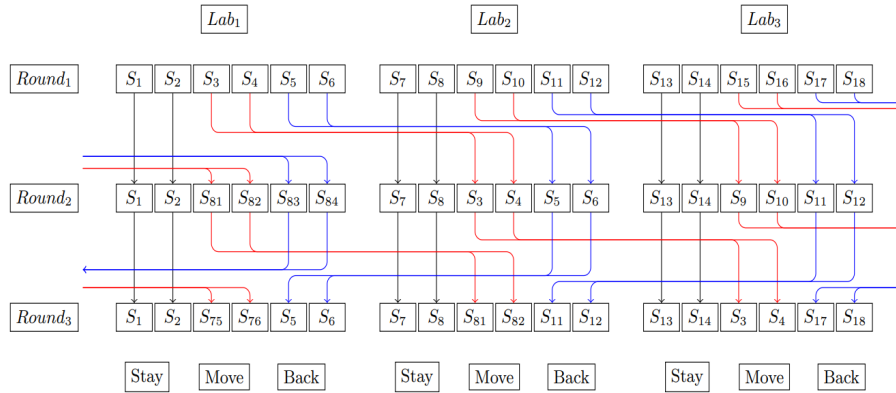 Lab₁ Lab₂ Lab₃
Round₁ S₁ S₂ S₃ S₄ S₅ S₆ S₇ S₈ S₉ S₁₀ S₁₁ S₁₂ S₁₃ S₁₄ S₁₅ S₁₆ S₁₇ S₁₈
Round₂ S₁ S₂ S₈₁ S₈₂ S₈₃ S₈₄ S₇ S₈ S₃ S₄ S₅ S₆ S₁₃ S₁₄ S₉ S₁₀ S₁₁ S₁₂
Round₃ S₁ S₂ S₇₅ S₇₆ S₅ S₆ S₇ S₈ S₈₁ S₈₂ S₁₁ S₁₂ S₁₃ S₁₄ S₃ S₄ S₁₇ S₁₈
Stay Move Back Stay Move Back Stay Move Back